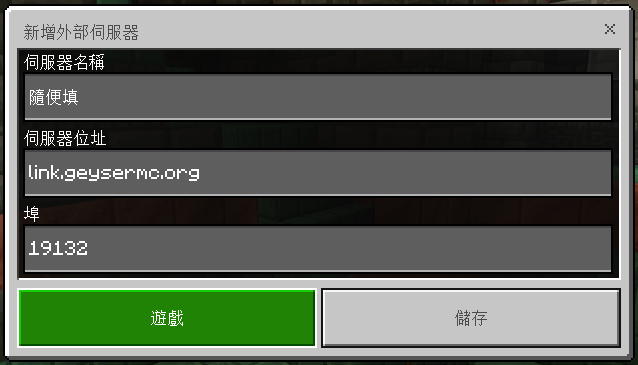 新增外部伺服器
伺服器名稱
隨便填
伺服器位址
link.geysermc.org
埠
19132
遊戲
儲存